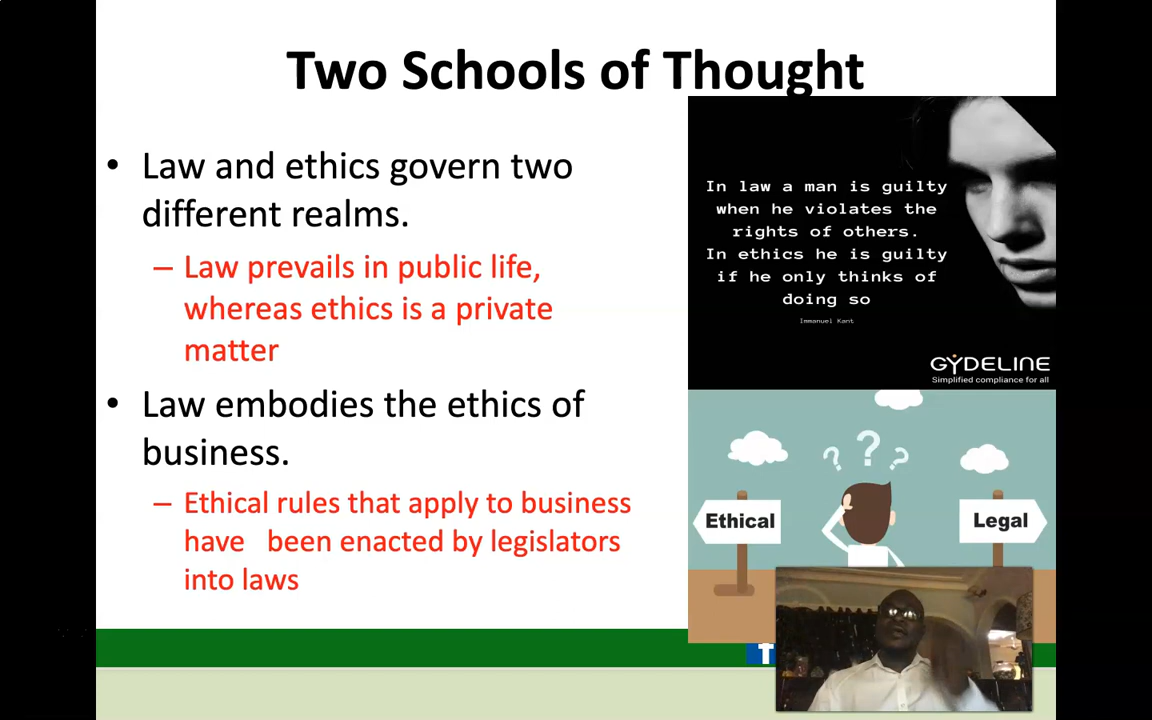 Two Schools of Thought
• Law and ethics govern two
different realms.
– Law prevails in public life,
whereas ethics is a private
matter
• Law embodies the ethics of
business.
– Ethical rules that apply to business
have   been enacted by legislators
into laws
In law a man is guilty
when he violates the
rights of others.
In ethics he is guilty
if he only thinks of
doing so
Immanuel Kant
GYDELINE
Simplified compliance for all
? ? ?
Ethical
Legal
T